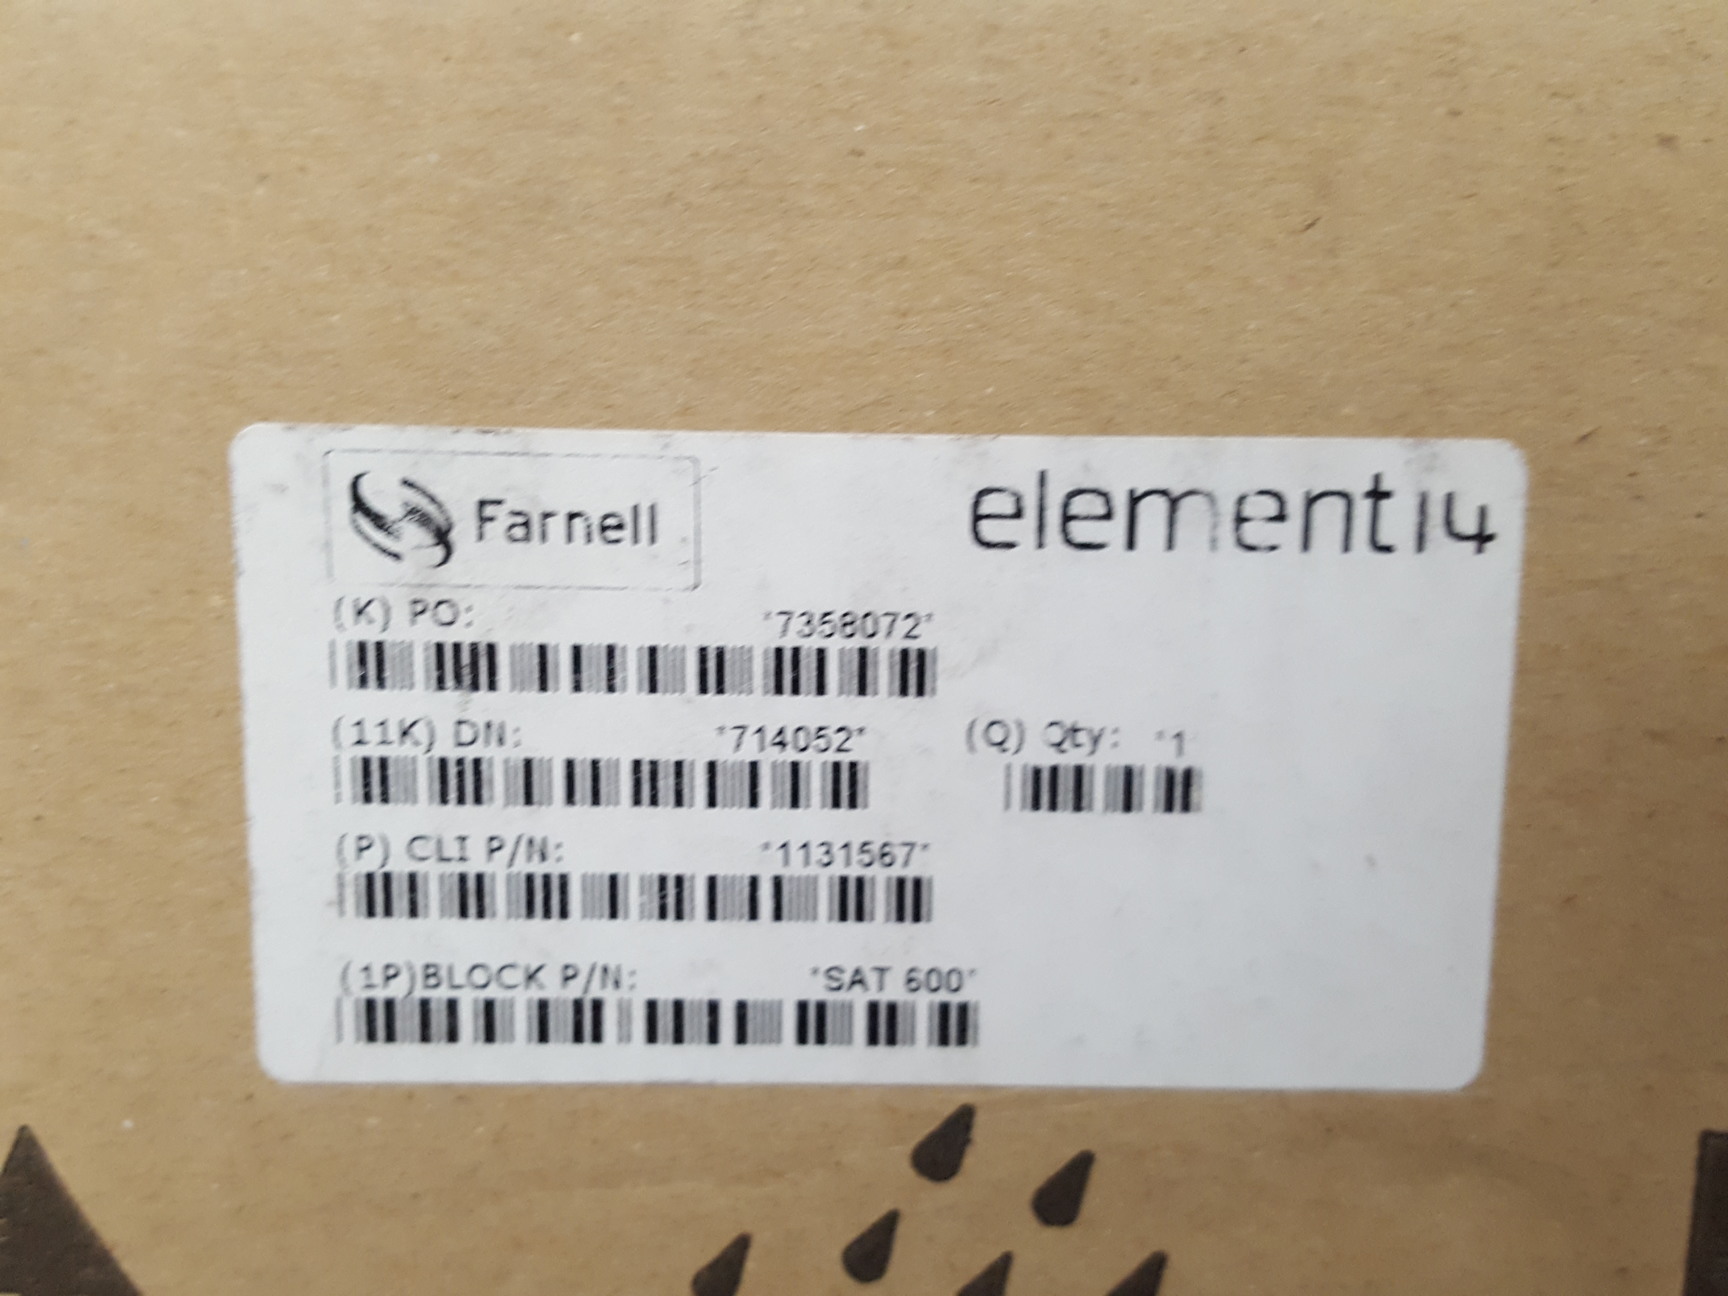 Farnell
element14
(K) PO: *7358072*
(11K) DN: *714052* (Q) Qty: *1
(P) CLI P/N: *1131567*
(1P)BLOCK P/N: *SAT 600*